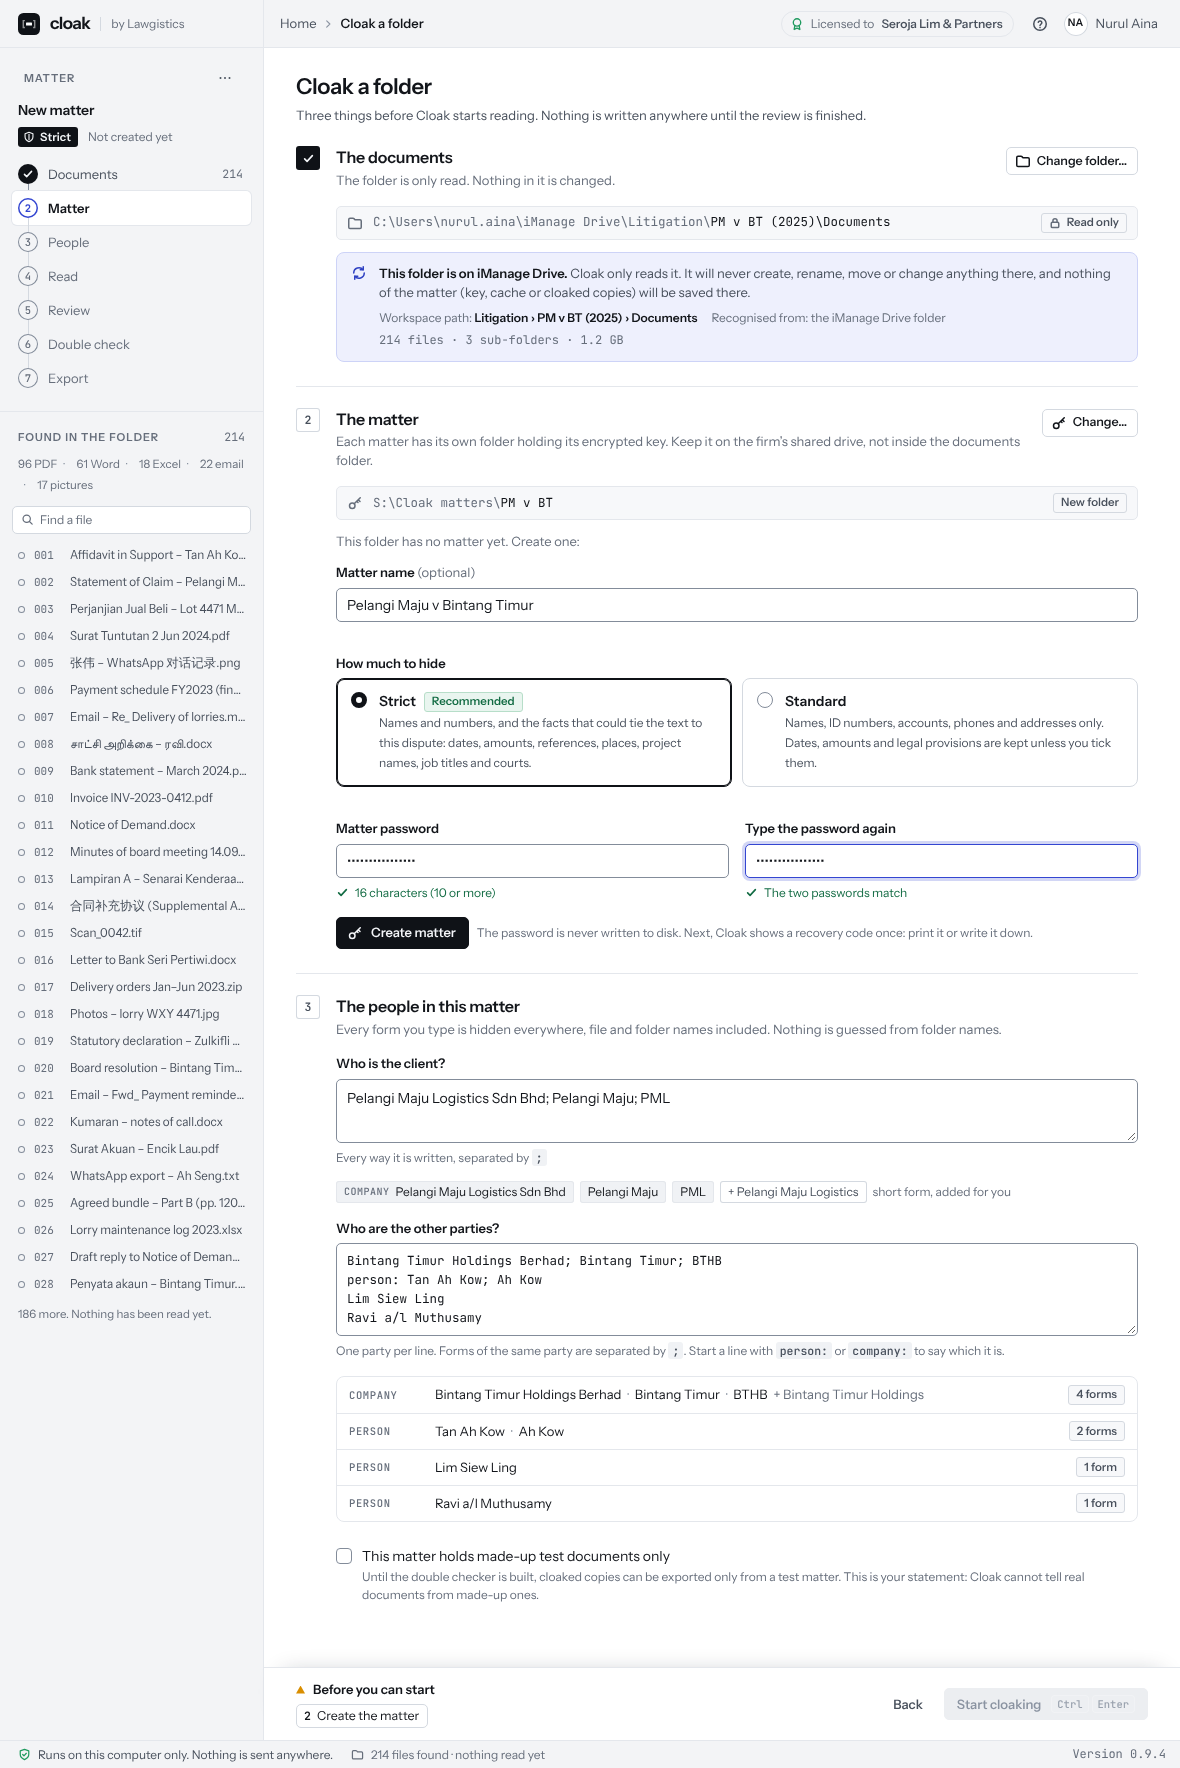 cloak by Lawgistics
Home › Cloak a folder
Licensed to Seroja Lim & Partners
NA Nurul Aina
MATTER ...
New matter
Strict Not created yet
Documents 214
2 Matter
3 People
4 Read
5 Review
6 Double check
7 Export
FOUND IN THE FOLDER 214
96 PDF · 61 Word · 18 Excel · 22 email
· 17 pictures
Find a file
001 Affidavit in Support – Tan Ah Ko...
002 Statement of Claim – Pelangi M...
003 Perjanjian Jual Beli – Lot 4471 M...
004 Surat Tuntutan 2 Jun 2024.pdf
005 张伟 – WhatsApp 对话记录.png
006 Payment schedule FY2023 (fin...
007 Email – Re_ Delivery of lorries.m...
008 சாட்சி அறிக்கை – ரவி.docx
009 Bank statement – March 2024.p...
010 Invoice INV-2023-0412.pdf
011 Notice of Demand.docx
012 Minutes of board meeting 14.09...
013 Lampiran A – Senarai Kenderaa...
014 合同补充协议 (Supplemental A...
015 Scan_0042.tif
016 Letter to Bank Seri Pertiwi.docx
017 Delivery orders Jan–Jun 2023.zip
018 Photos – lorry WXY 4471.jpg
019 Statutory declaration – Zulkifli ...
020 Board resolution – Bintang Tim...
021 Email – Fwd_ Payment reminde...
022 Kumaran – notes of call.docx
023 Surat Akuan – Encik Lau.pdf
024 WhatsApp export – Ah Seng.txt
025 Agreed bundle – Part B (pp. 120...
026 Lorry maintenance log 2023.xlsx
027 Draft reply to Notice of Deman...
028 Penyata akaun – Bintang Timur....
186 more. Nothing has been read yet.
Cloak a folder
Three things before Cloak starts reading. Nothing is written anywhere until the review is finished.
The documents
The folder is only read. Nothing in it is changed.
Change folder...
C:\Users\nurul.aina\iManage Drive\Litigation\PM v BT (2025)\Documents
Read only
This folder is on iManage Drive. Cloak only reads it. It will never create, rename, move or change anything there, and nothing
of the matter (key, cache or cloaked copies) will be saved there.
Workspace path: Litigation › PM v BT (2025) › Documents Recognised from: the iManage Drive folder
214 files · 3 sub-folders · 1.2 GB
2 The matter
Each matter has its own folder holding its encrypted key. Keep it on the firm's shared drive, not inside the documents
folder.
Change...
S:\Cloak matters\PM v BT
New folder
This folder has no matter yet. Create one:
Matter name (optional)
Pelangi Maju v Bintang Timur
How much to hide
Strict Recommended
Names and numbers, and the facts that could tie the text to
this dispute: dates, amounts, references, places, project
names, job titles and courts.
Standard
Names, ID numbers, accounts, phones and addresses only.
Dates, amounts and legal provisions are kept unless you tick
them.
Matter password
••••••••••••••••
16 characters (10 or more)
Type the password again
••••••••••••••••
The two passwords match
Create matter
The password is never written to disk. Next, Cloak shows a recovery code once: print it or write it down.
3 The people in this matter
Every form you type is hidden everywhere, file and folder names included. Nothing is guessed from folder names.
Who is the client?
Pelangi Maju Logistics Sdn Bhd; Pelangi Maju; PML
Every way it is written, separated by ;
COMPANY Pelangi Maju Logistics Sdn Bhd Pelangi Maju PML + Pelangi Maju Logistics short form, added for you
Who are the other parties?
Bintang Timur Holdings Berhad; Bintang Timur; BTHB
person: Tan Ah Kow; Ah Kow
Lim Siew Ling
Ravi a/l Muthusamy
One party per line. Forms of the same party are separated by ; . Start a line with person: or company: to say which it is.
COMPANY Bintang Timur Holdings Berhad · Bintang Timur · BTHB + Bintang Timur Holdings 4 forms
PERSON Tan Ah Kow · Ah Kow 2 forms
PERSON Lim Siew Ling 1 form
PERSON Ravi a/l Muthusamy 1 form
This matter holds made-up test documents only
Until the double checker is built, cloaked copies can be exported only from a test matter. This is your statement: Cloak cannot tell real
documents from made-up ones.
Before you can start
2 Create the matter
Back
Start cloaking Ctrl Enter
Runs on this computer only. Nothing is sent anywhere.
214 files found · nothing read yet
Version 0.9.4